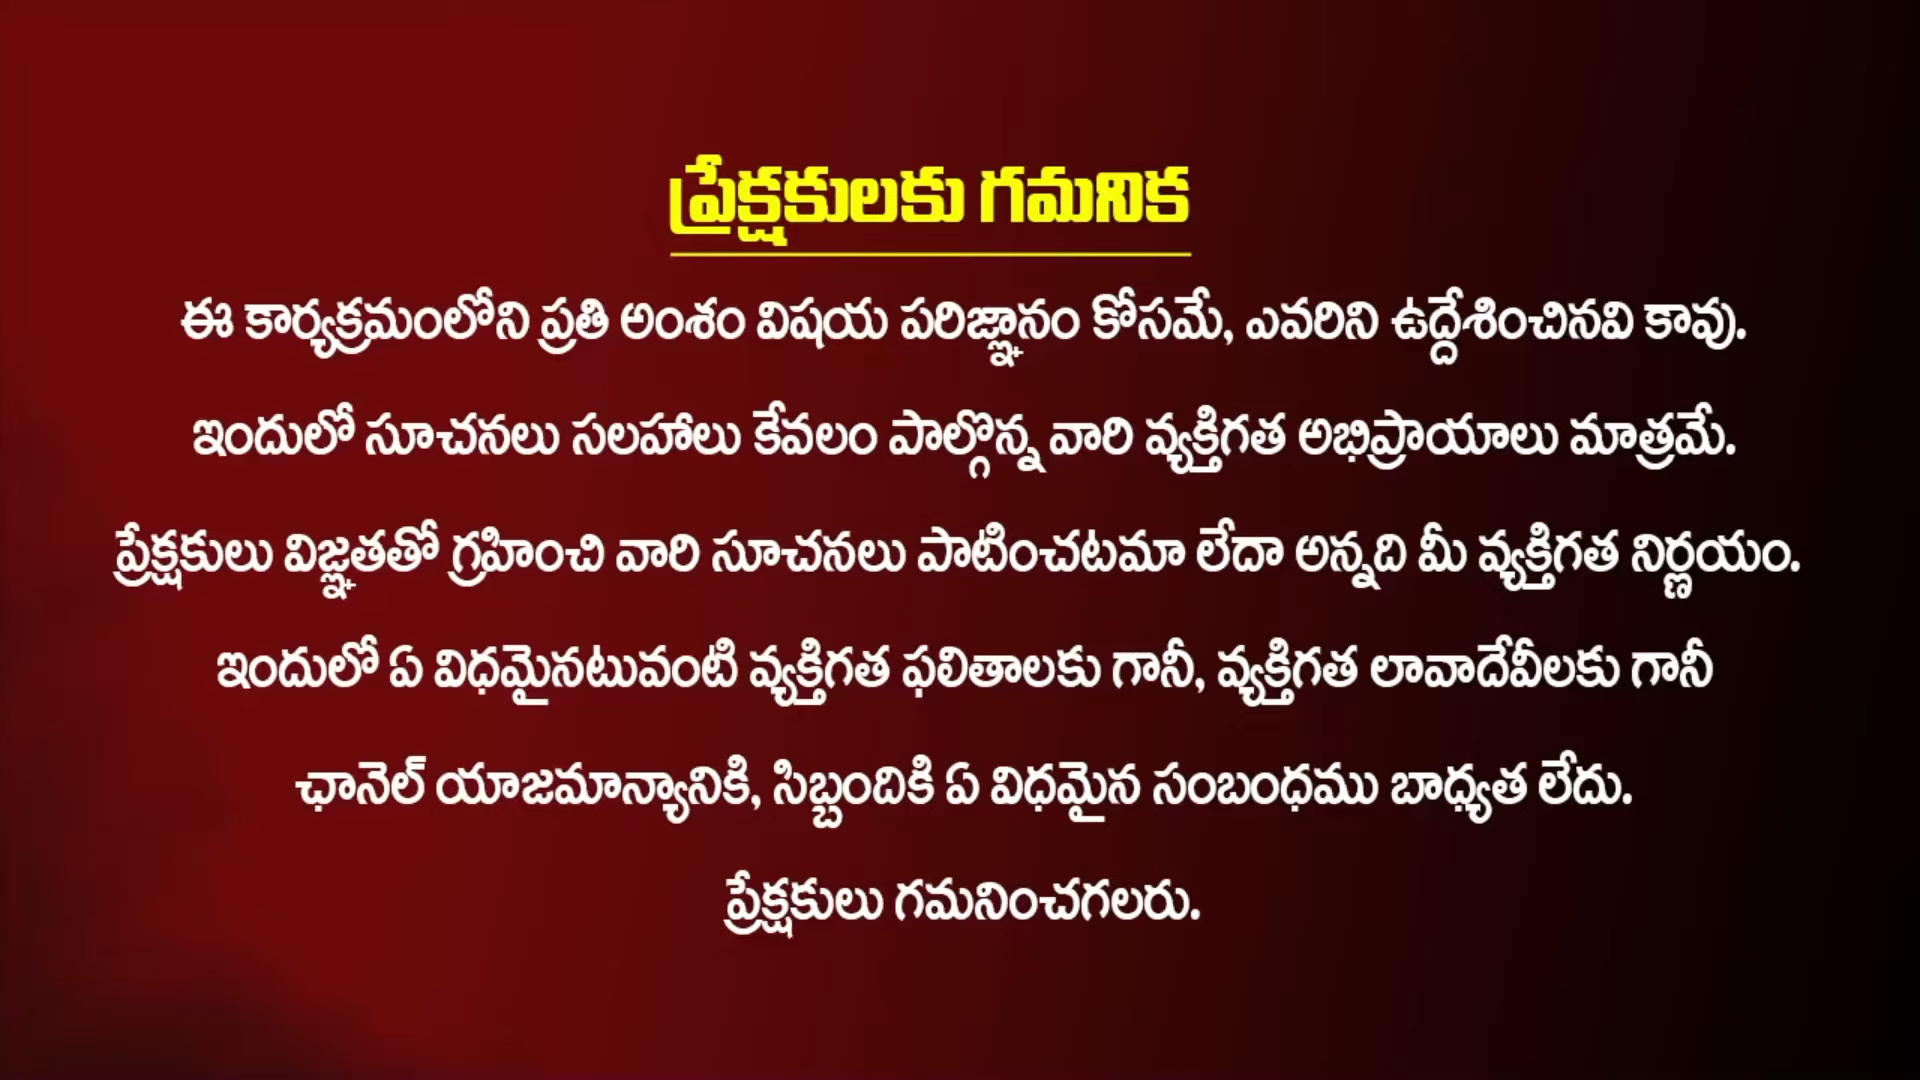 ప్రేక్షకులకు గమనిక
ఈ కార్యక్రమంలోని ప్రతి అంశం విషయ పరిజ్ఞానం కోసమే, ఎవరిని ఉద్దేశించినవి కావు.
ఇందులో సూచనలు సలహాలు కేవలం పాల్గొన్న వారి వ్యక్తిగత అభిప్రాయాలు మాత్రమే.
ప్రేక్షకులు విజ్ఞతతో గ్రహించి వారి సూచనలు పాటించటమా లేదా అన్నది మీ వ్యక్తిగత నిర్ణయం.
ఇందులో ఏ విధమైనటువంటి వ్యక్తిగత ఫలితాలకు గానీ, వ్యక్తిగత లావాదేవీలకు గానీ
ఛానెల్ యాజమాన్యానికి, సిబ్బందికి ఏ విధమైన సంబంధము బాధ్యత లేదు.
ప్రేక్షకులు గమనించగలరు.